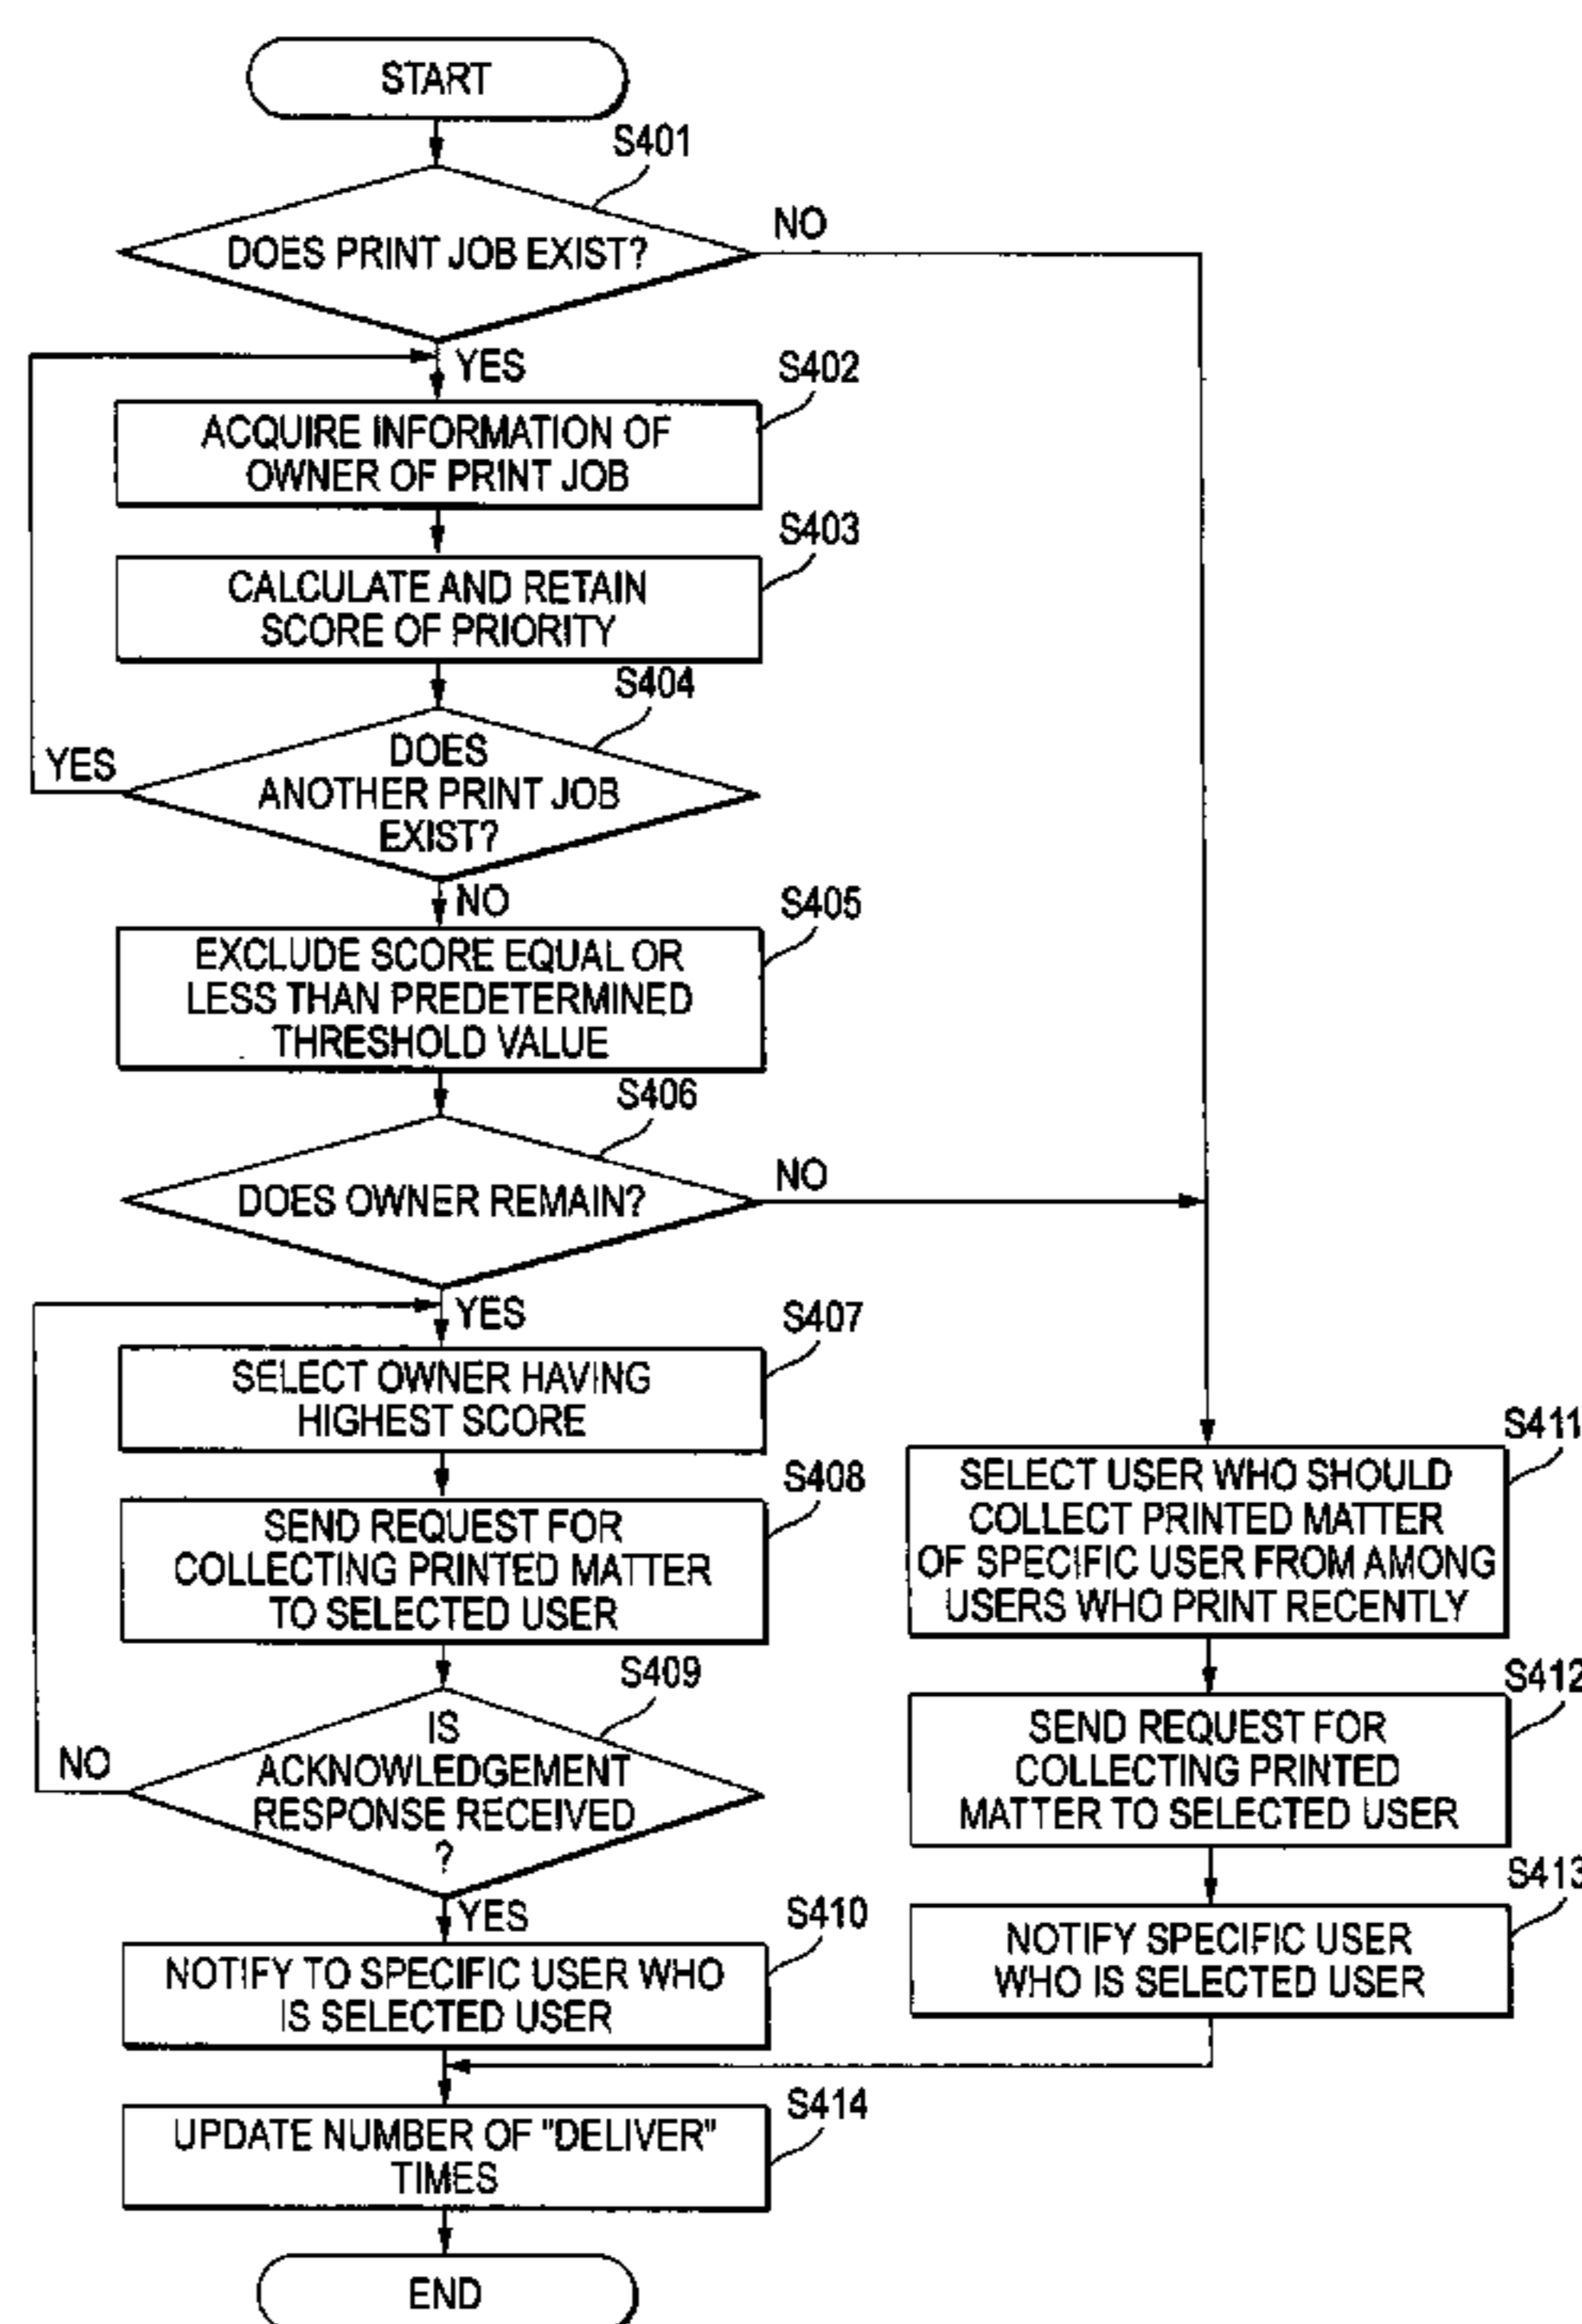 START
S401
DOES PRINT JOB EXIST?
NO
YES
S402
ACQUIRE INFORMATION OF
OWNER OF PRINT JOB
S403
CALCULATE AND RETAIN
SCORE OF PRIORITY
S404
DOES
ANOTHER PRINT JOB
EXIST?
YES
NO
S405
EXCLUDE SCORE EQUAL OR
LESS THAN PREDETERMINED
THRESHOLD VALUE
S406
DOES OWNER REMAIN?
NO
YES
S407
SELECT OWNER HAVING
HIGHEST SCORE
S408
SEND REQUEST FOR
COLLECTING PRINTED MATTER
TO SELECTED USER
S409
IS
ACKNOWLEDGEMENT
RESPONSE RECEIVED
?
NO
YES
S410
NOTIFY TO SPECIFIC USER WHO
IS SELECTED USER
S411
SELECT USER WHO SHOULD
COLLECT PRINTED MATTER
OF SPECIFIC USER FROM AMONG
USERS WHO PRINT RECENTLY
S412
SEND REQUEST FOR
COLLECTING PRINTED
MATTER TO SELECTED USER
S413
NOTIFY SPECIFIC USER
WHO IS SELECTED USER
S414
UPDATE NUMBER OF "DELIVER"
TIMES
END